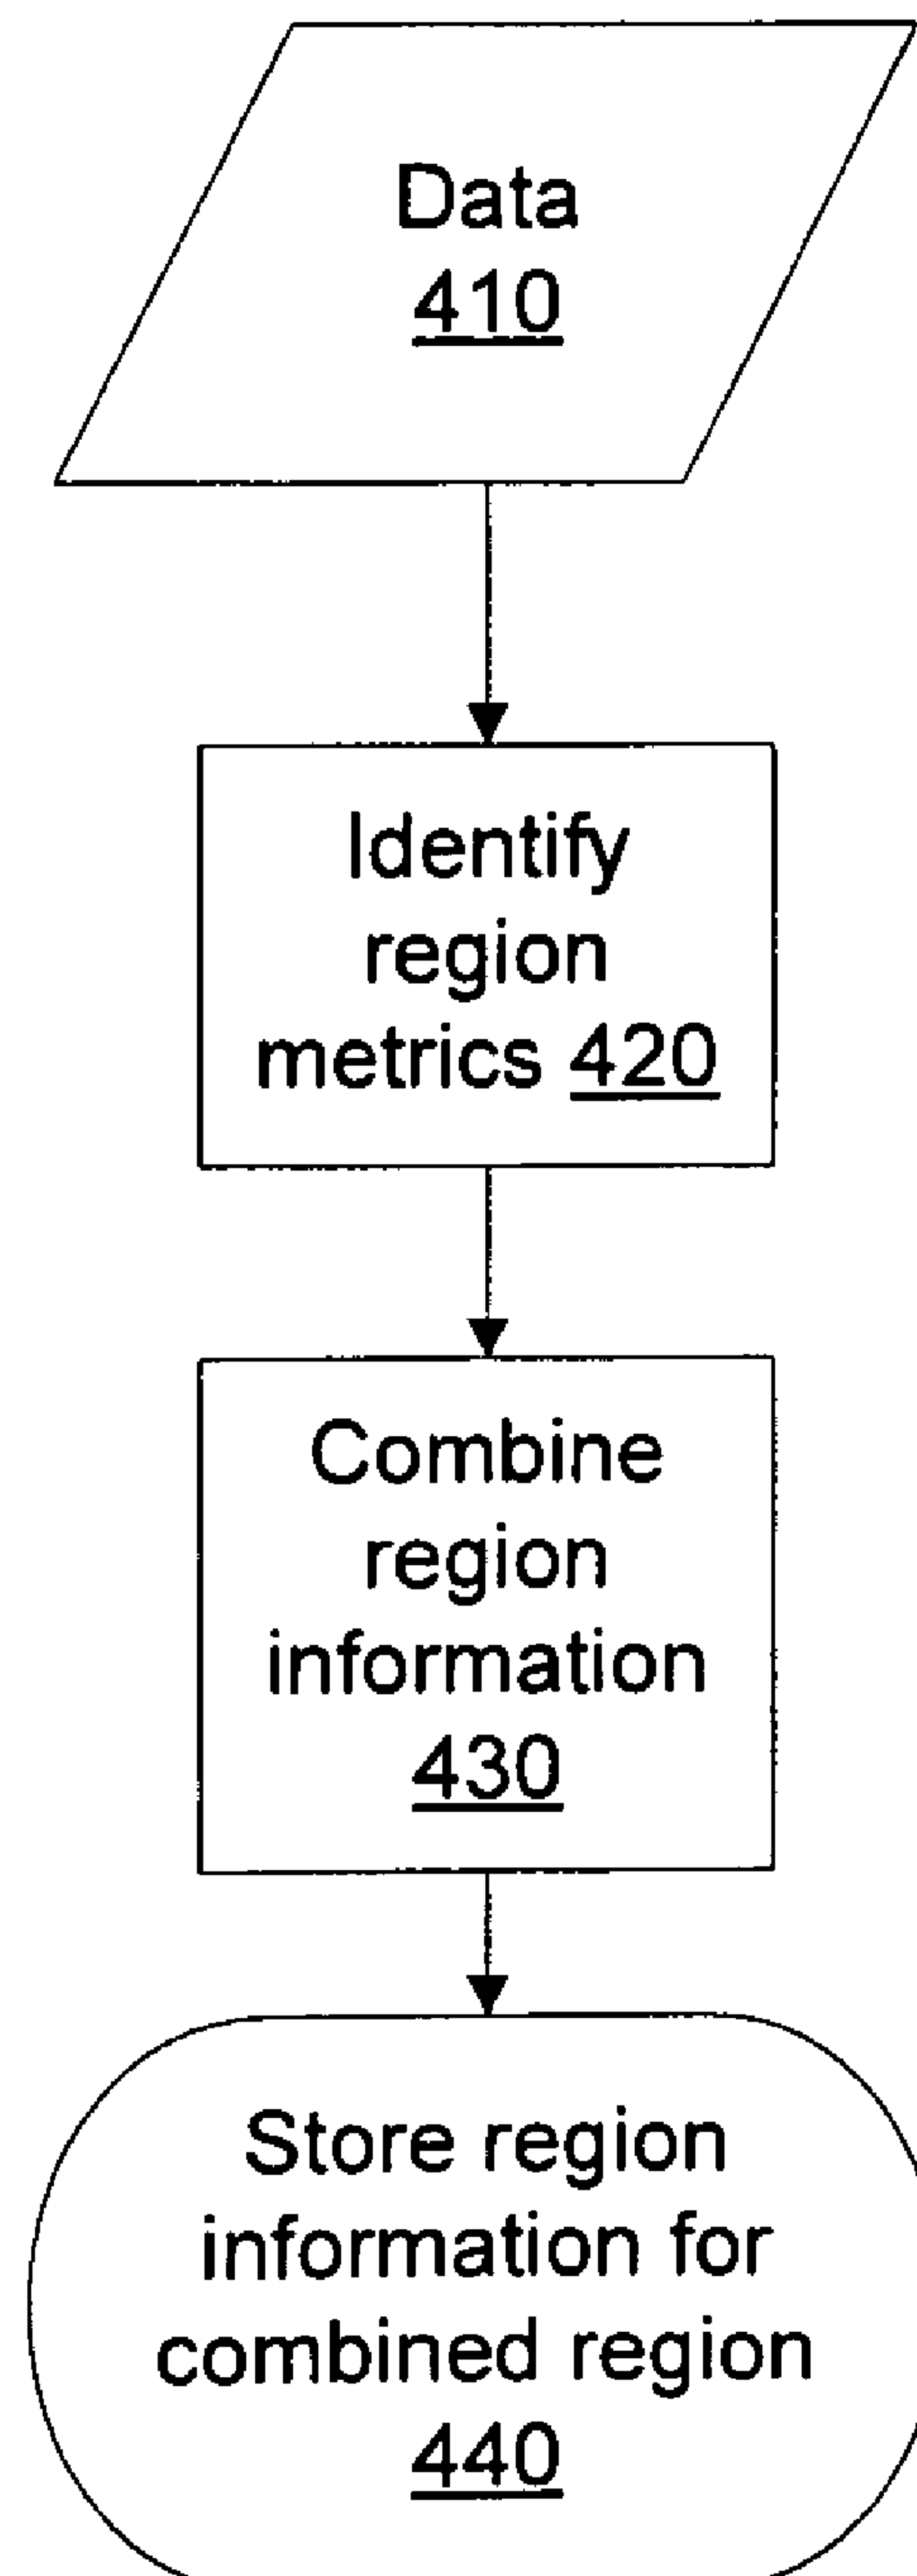 Data
410
Identify
region
metrics 420
Combine
region
information
430
Store region
information for
combined region
440